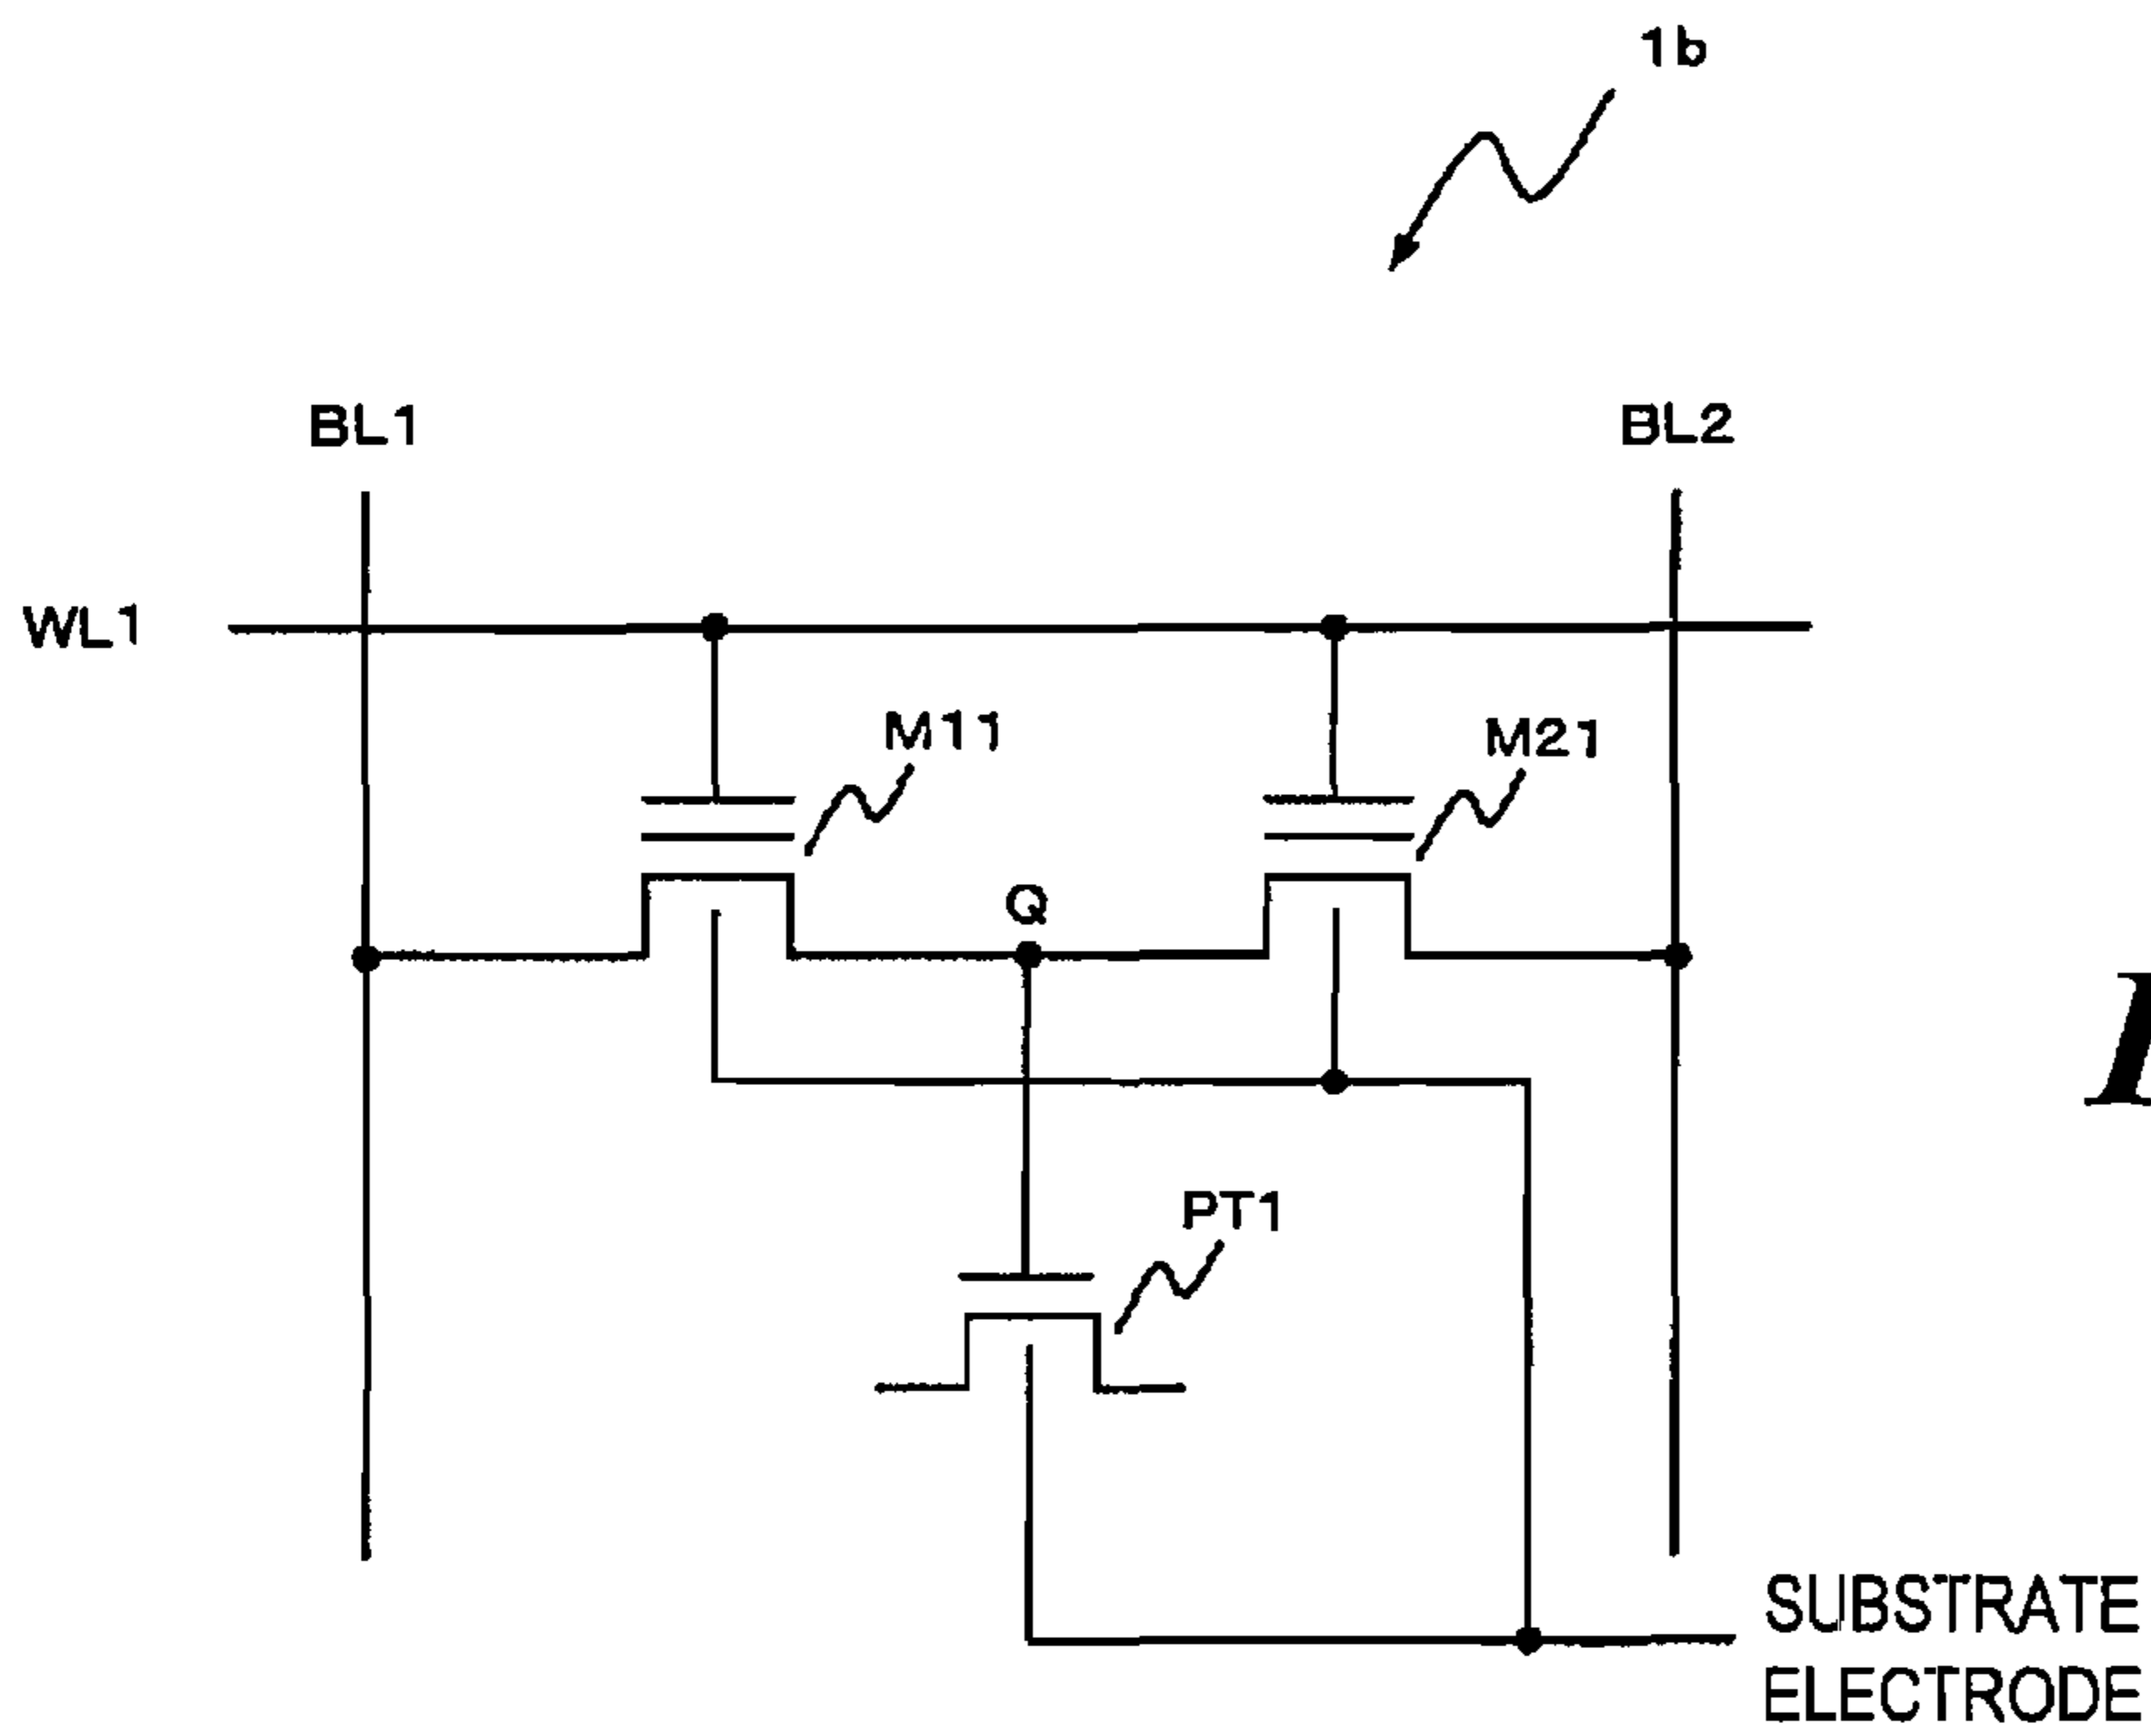 1b
BL1
BL2
WL1
M11
M21
Q
PT1
SUBSTRATE
ELECTRODE